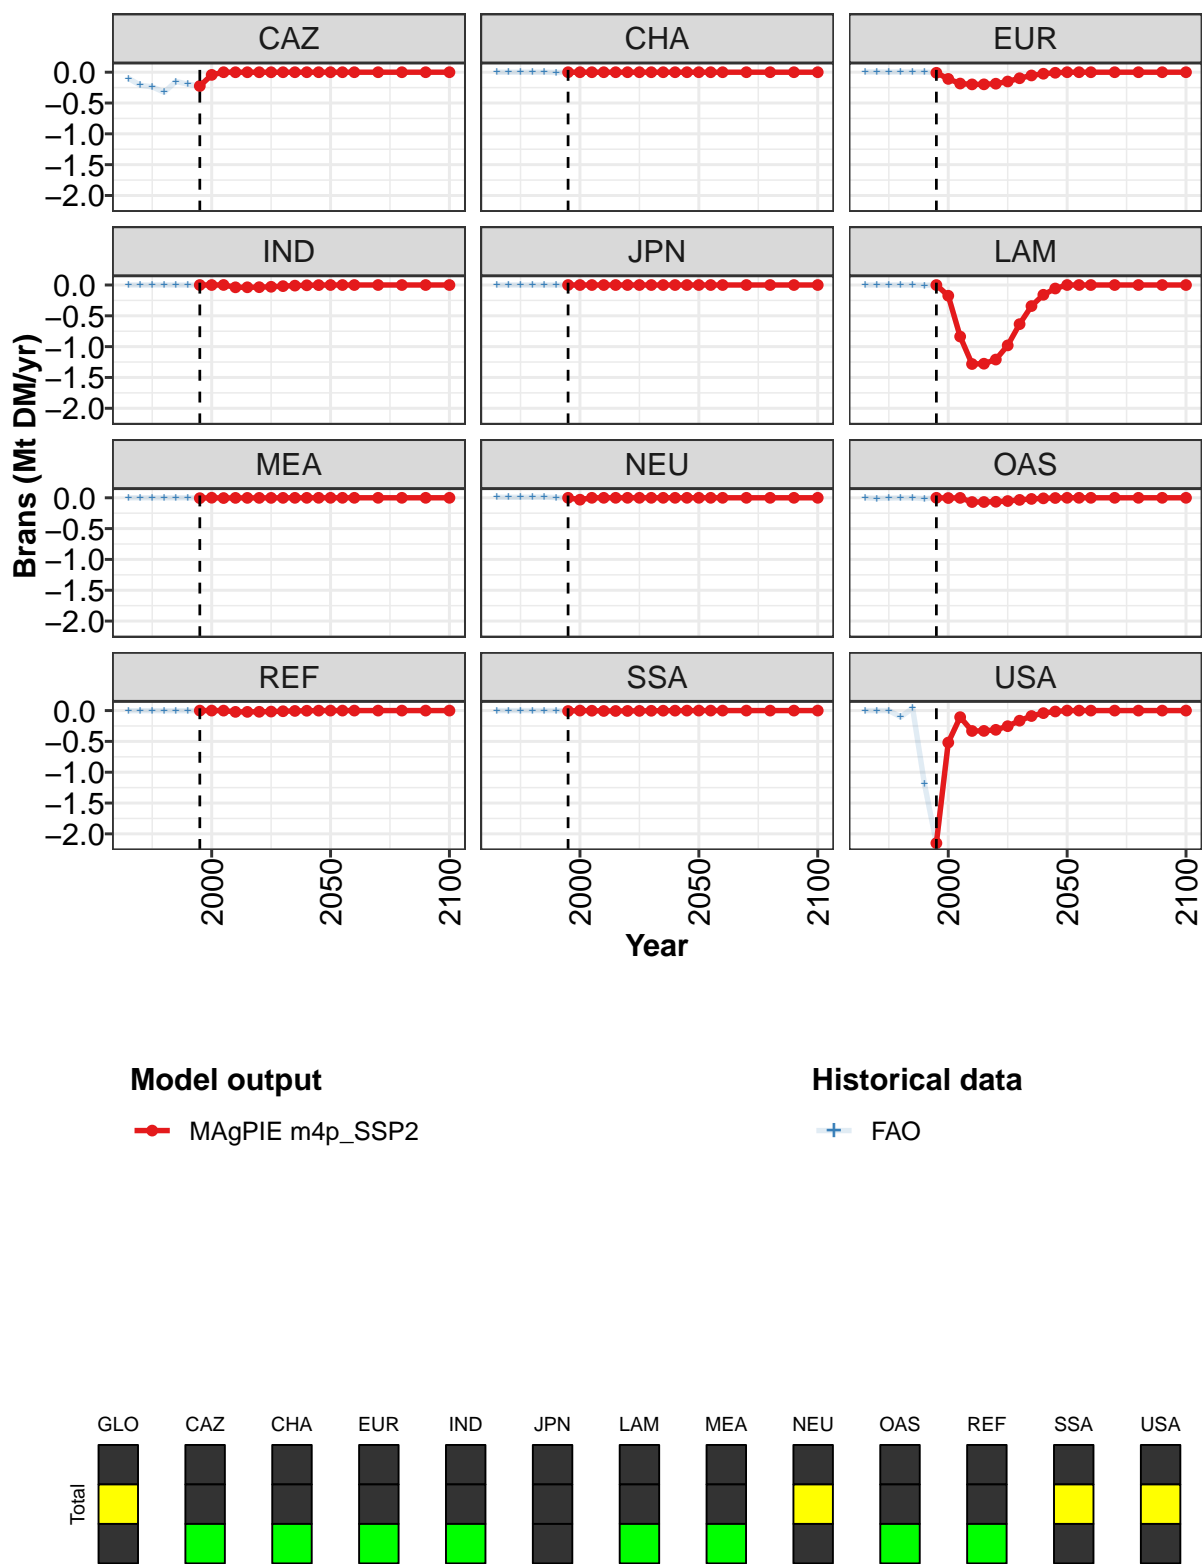 CAZ CHA EUR
0.0
−0.5
−1.0
−1.5
−2.0
IND JPN LAM
0.0
−0.5
−1.0
−1.5
−2.0
MEA NEU OAS
0.0
−0.5
−1.0
−1.5
−2.0
REF SSA USA
0.0
−0.5
−1.0
−1.5
−2.0
Brans (Mt DM/yr)
2000 2050 2100 2000 2050 2100 2000 2050 2100
Year
Model output Historical data
MAgPIE m4p_SSP2 FAO
GLO CAZ CHA EUR IND JPN LAM MEA NEU OAS REF SSA USA
Total